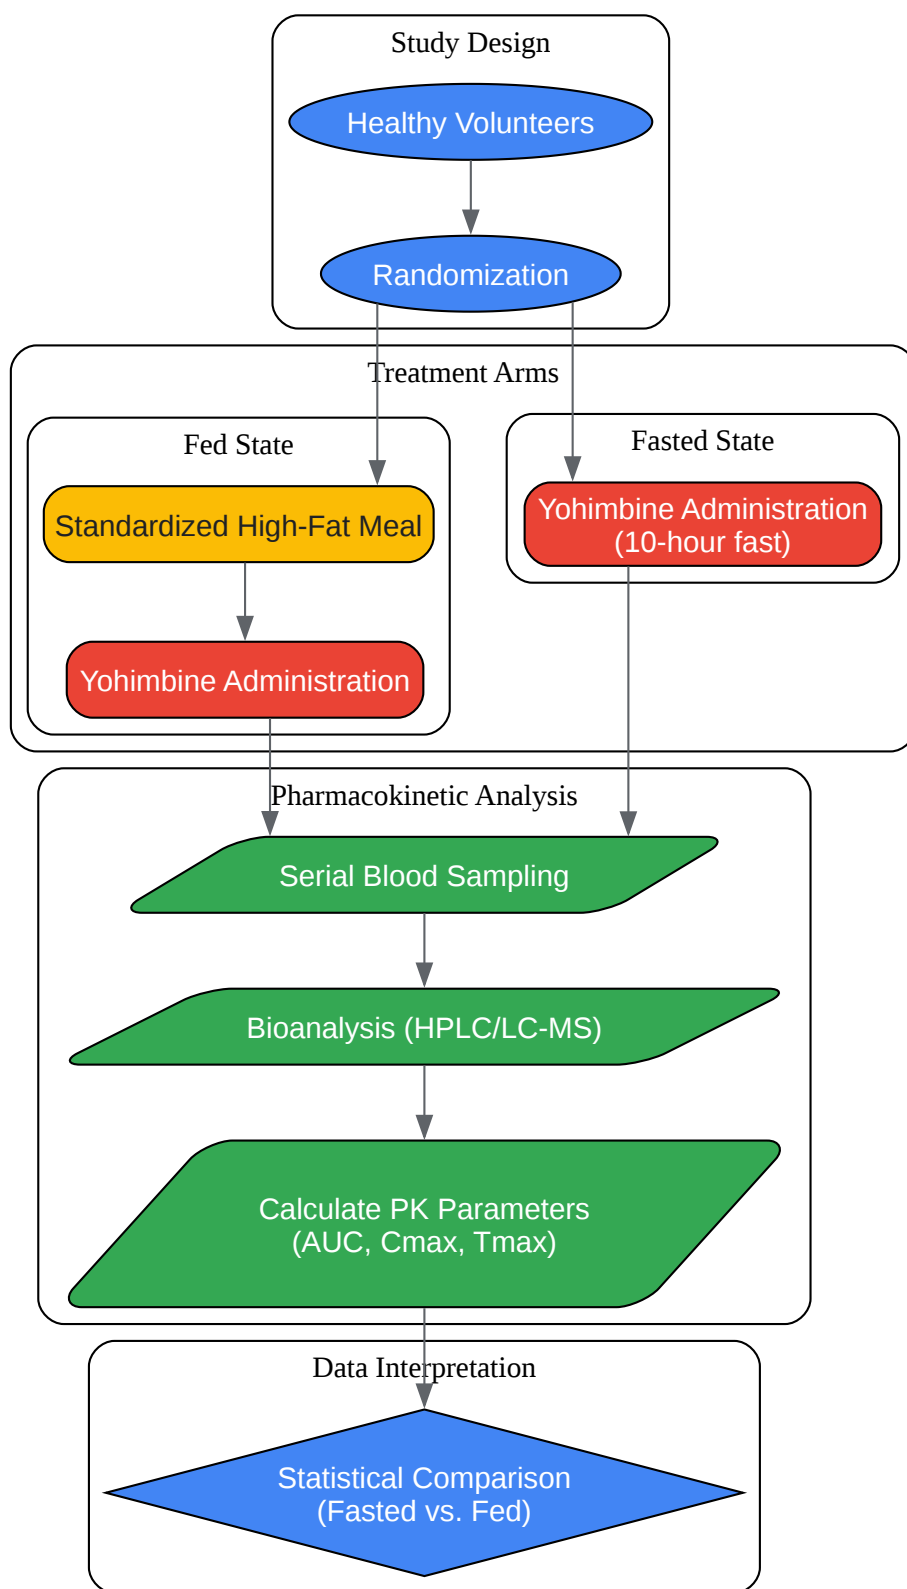 Study Design
Healthy Volunteers
Randomization
Treatment Arms
Fed State
Standardized High-Fat Meal
Yohimbine Administration
Fasted State
Yohimbine Administration
(10-hour fast)
Pharmacokinetic Analysis
Serial Blood Sampling
Bioanalysis (HPLC/LC-MS)
Calculate PK Parameters
(AUC, Cmax, Tmax)
Data Interpretation
Statistical Comparison
(Fasted vs. Fed)